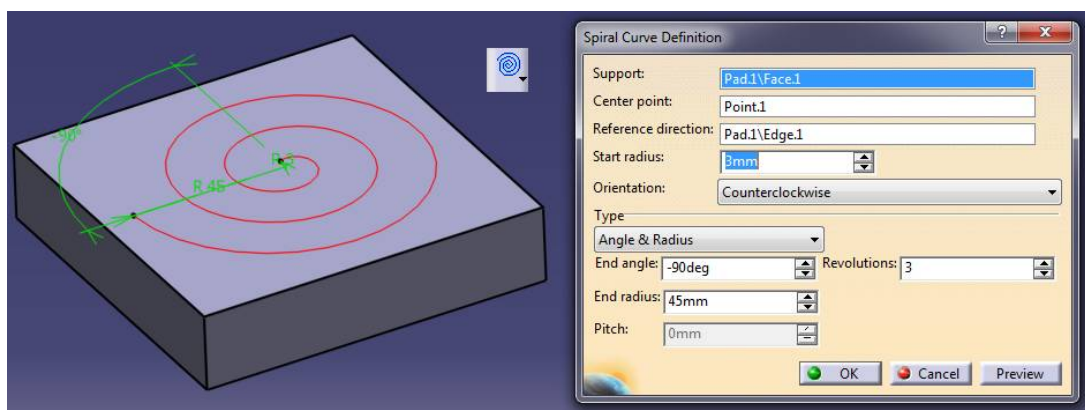 -90°
R 3
R 45
Spiral Curve Definition
Support: Pad.1\Face.1
Center point: Point.1
Reference direction: Pad.1\Edge.1
Start radius: 3mm
Orientation: Counterclockwise
Type
Angle & Radius
End angle: -90deg Revolutions: 3
End radius: 45mm
Pitch: 0mm
OK Cancel Preview